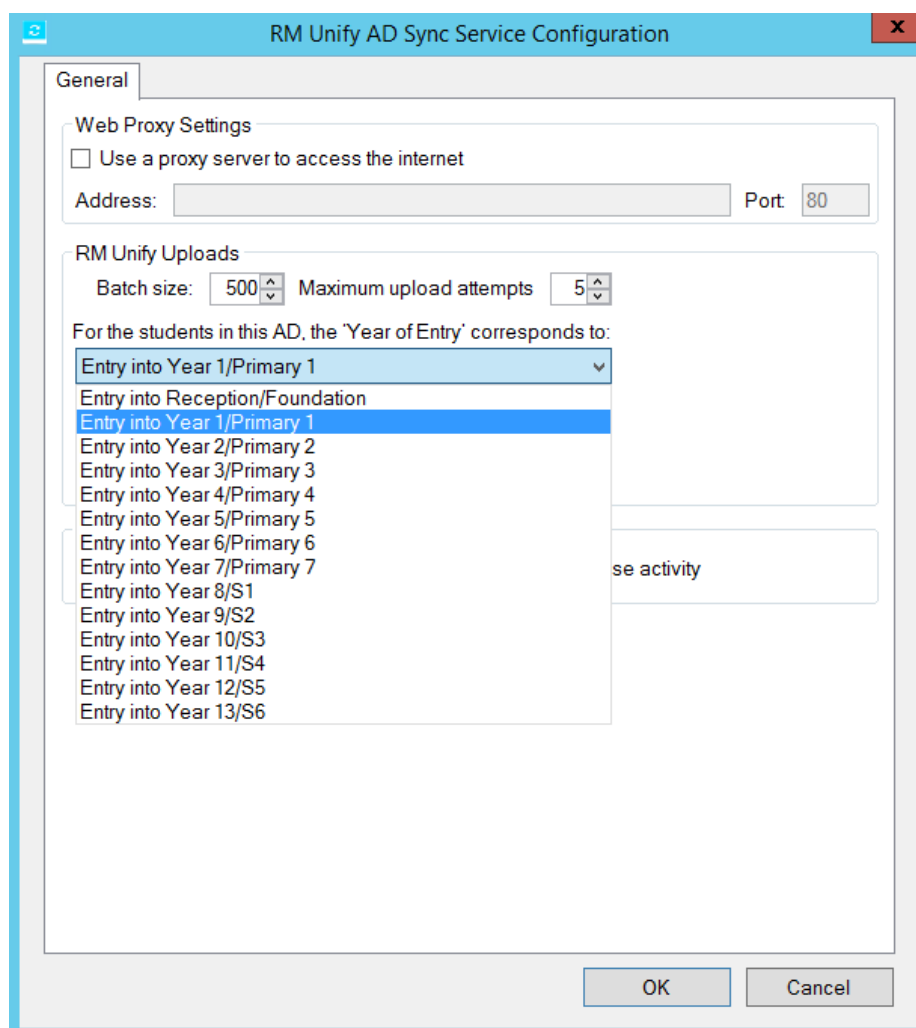 RM Unify AD Sync Service Configuration
x
General
Web Proxy Settings
Use a proxy server to access the internet
Address: Port: 80
RM Unify Uploads
Batch size: 500 Maximum upload attempts 5
For the students in this AD, the 'Year of Entry' corresponds to:
Entry into Year 1/Primary 1
Entry into Reception/Foundation
Entry into Year 1/Primary 1
Entry into Year 2/Primary 2
Entry into Year 3/Primary 3
Entry into Year 4/Primary 4
Entry into Year 5/Primary 5
Entry into Year 6/Primary 6
Entry into Year 7/Primary 7
se activity
Entry into Year 8/S1
Entry into Year 9/S2
Entry into Year 10/S3
Entry into Year 11/S4
Entry into Year 12/S5
Entry into Year 13/S6
OK Cancel